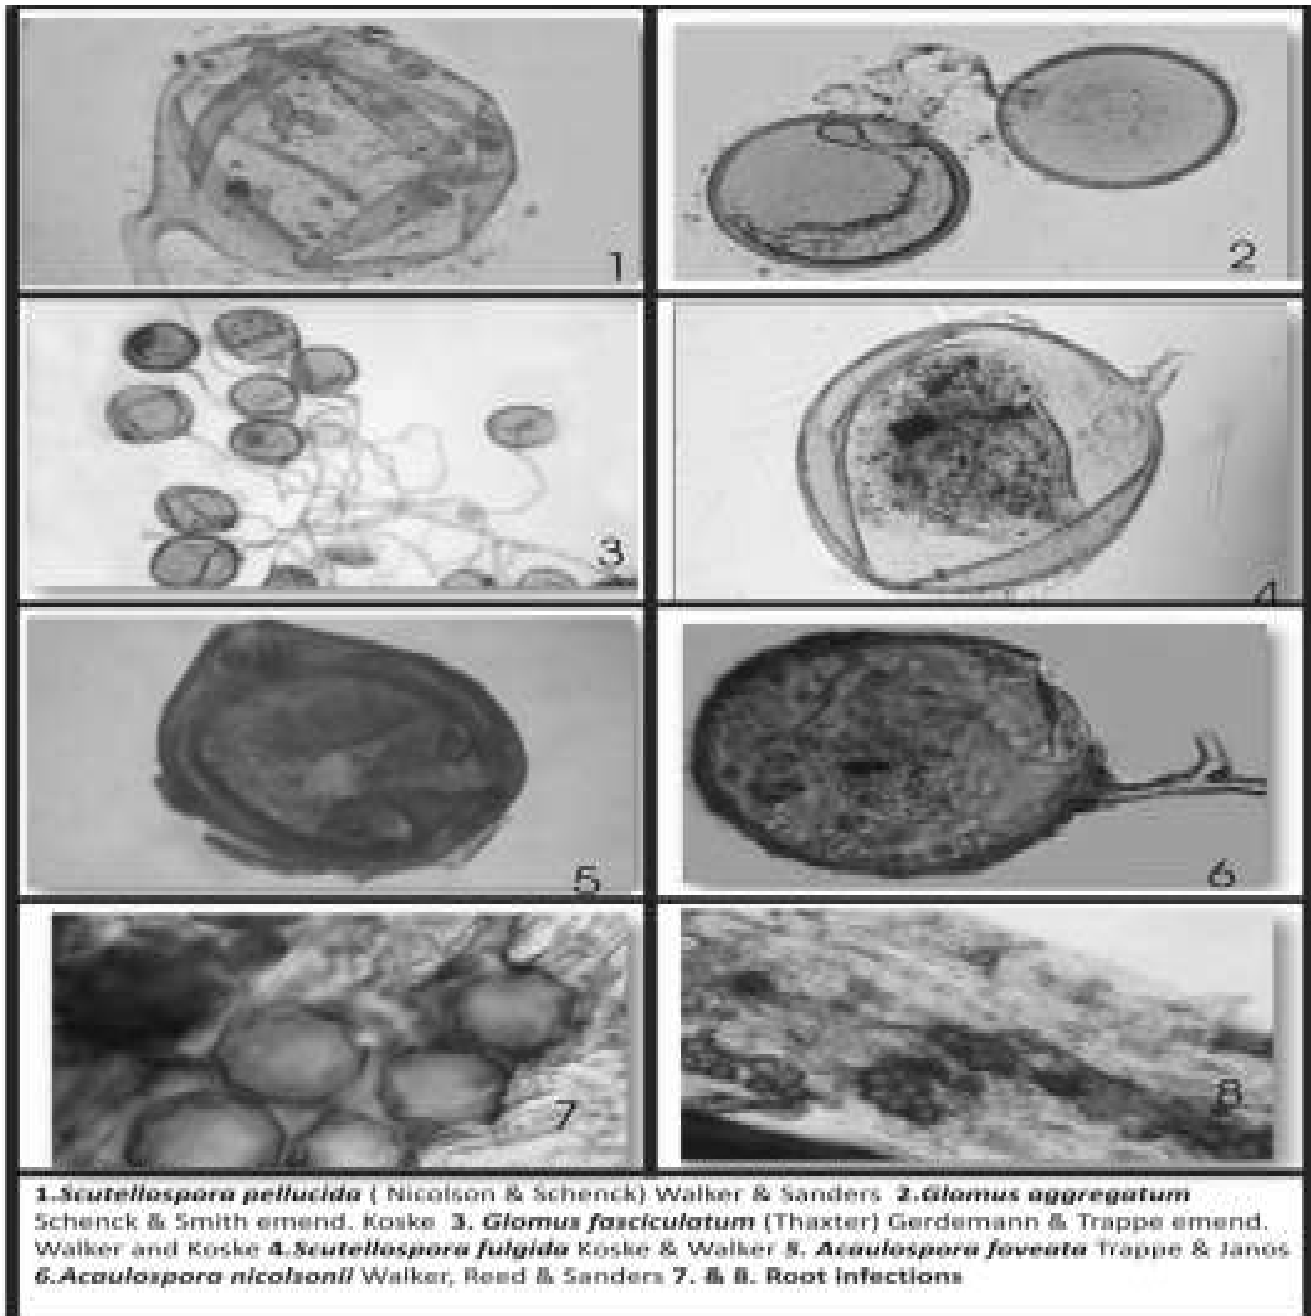 1
2
3
4
5
6
7
8
1.Scutellospora pellucida ( Nicolson & Schenck) Walker & Sanders 2.Glomus aggregatum
Schenck & Smith emend. Koske 3. Glomus fasciculatum (Thaxter) Gerdemann & Trappe emend.
Walker and Koske 4.Scutellospora fulgida Koske & Walker 5. Acaulospora foveata Trappe & Janos
6.Acaulospora nicolsonii Walker, Reed & Sanders 7. & 8. Root infections